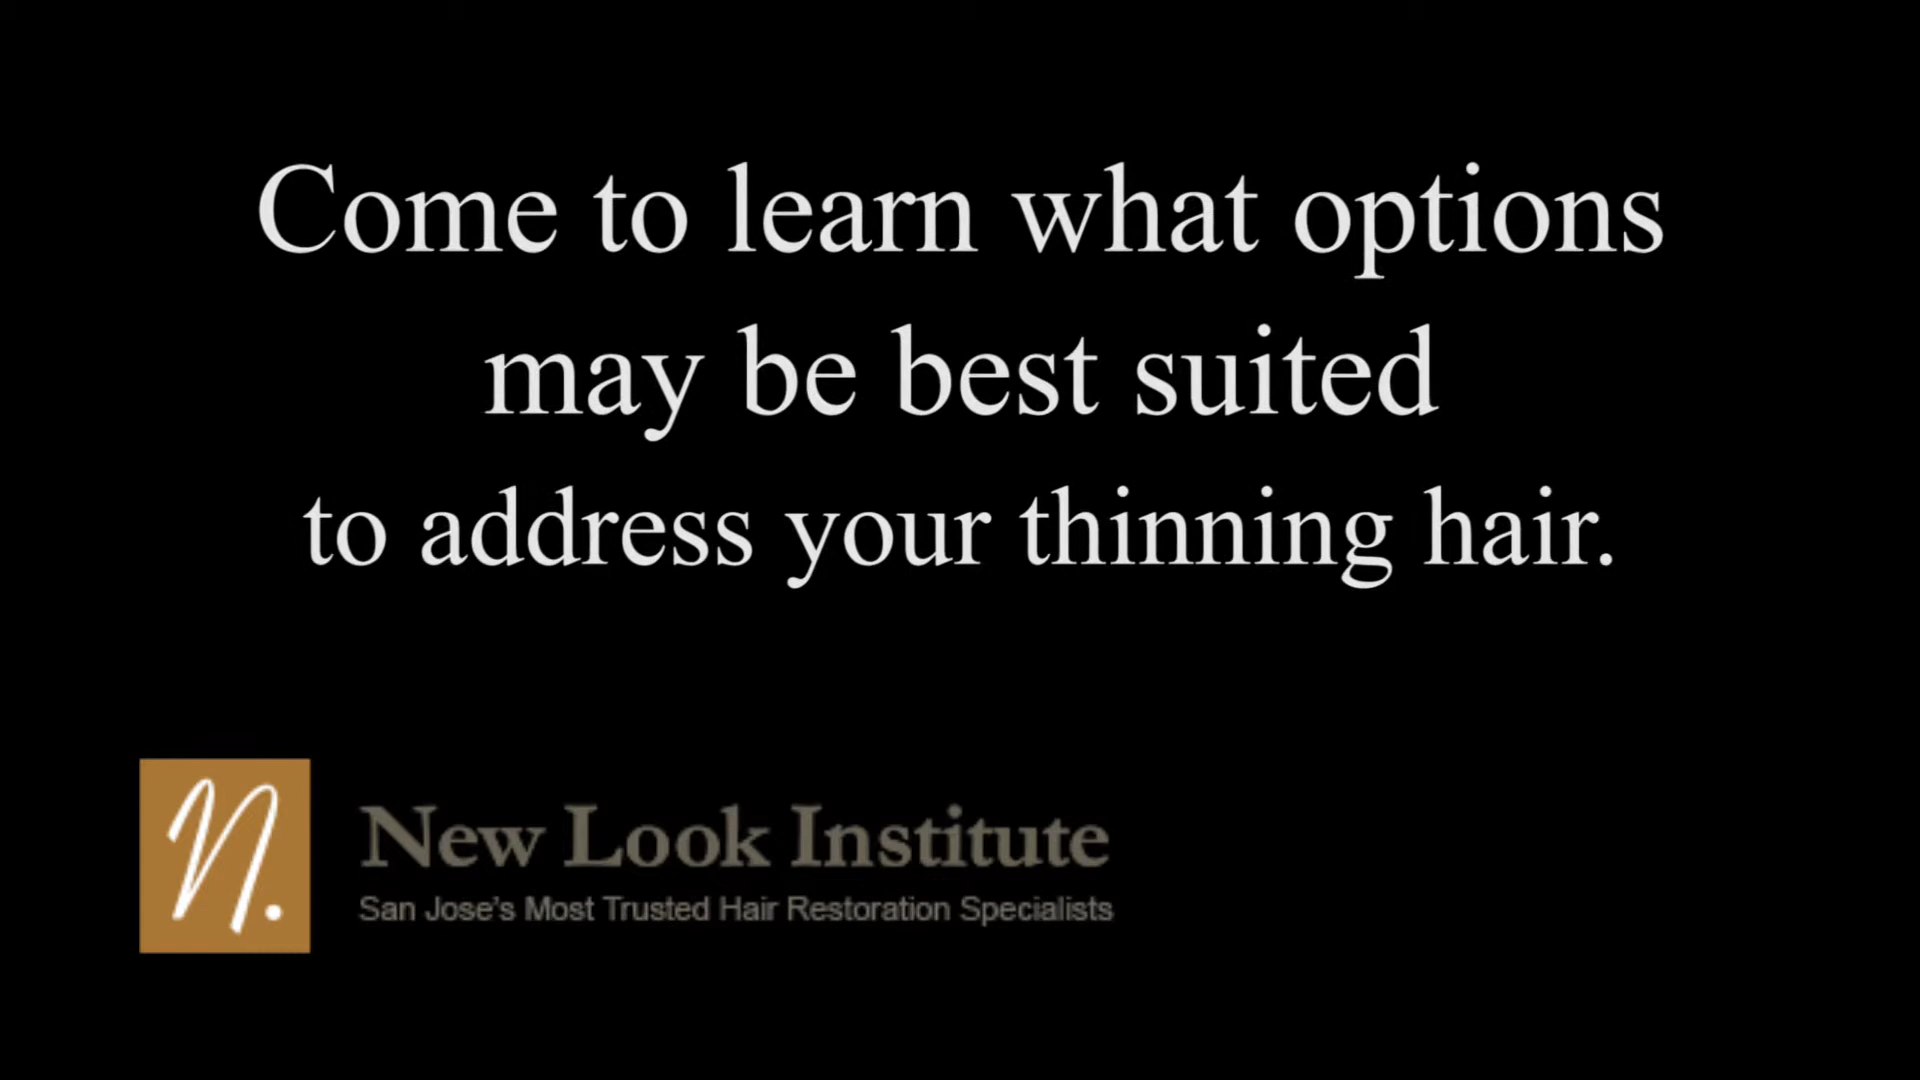 Come to learn what options
may be best suited
to address your thinning hair.
N.
New Look Institute
San Jose's Most Trusted Hair Restoration Specialists